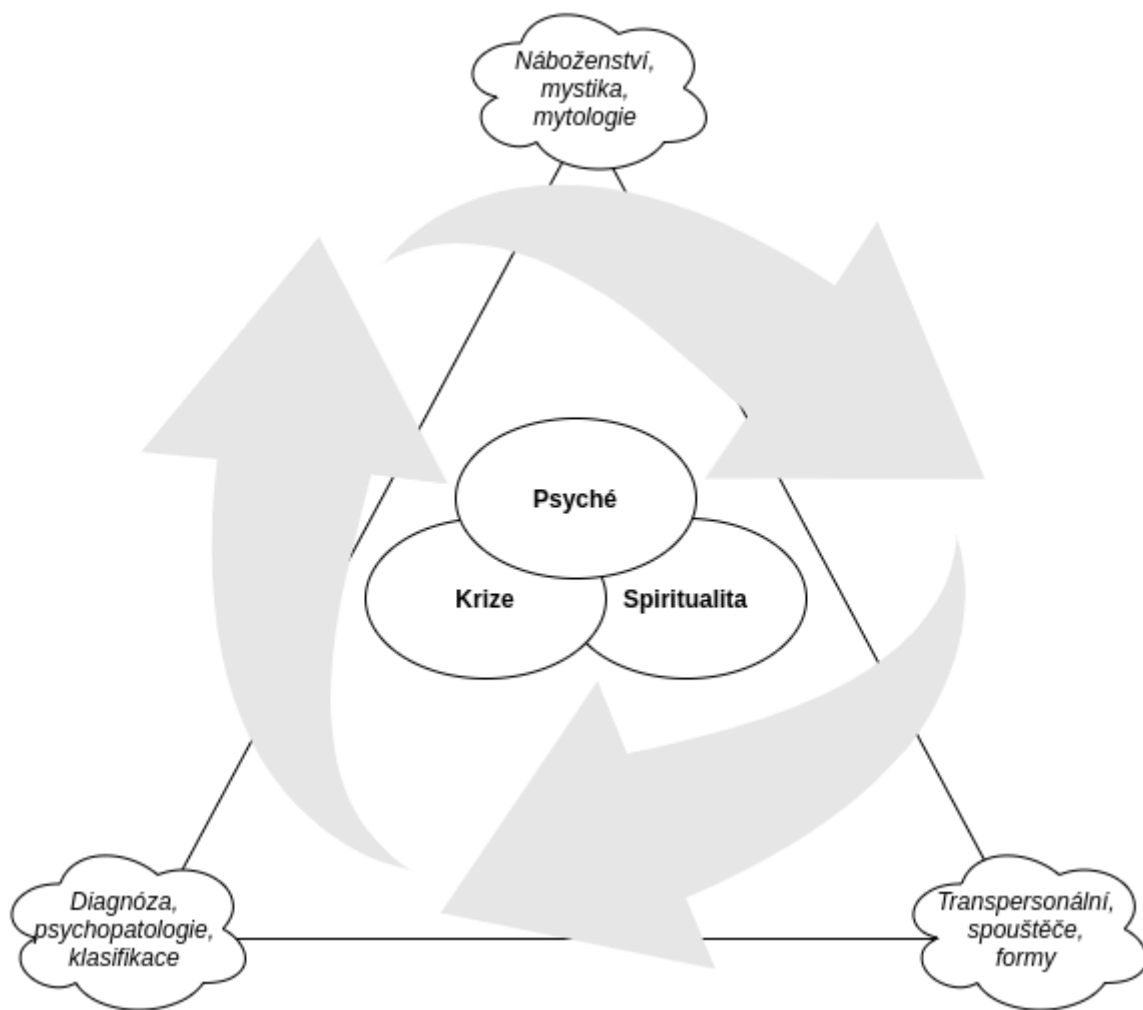 Náboženství,
mystika,
mytologie
Psyché
Krize
Spiritualita
Diagnóza,
psychopatologie,
klasifikace
Transpersonální,
spouštěče,
formy